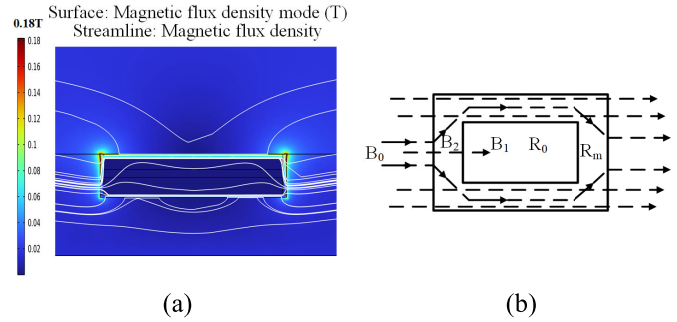 Surface: Magnetic flux density mode (T)
Streamline: Magnetic flux density
0.18T
0.18
0.16
0.14
0.12
0.1
0.08
0.06
0.04
0.02
B0
B2
B1
R0
Rm
(a)
(b)